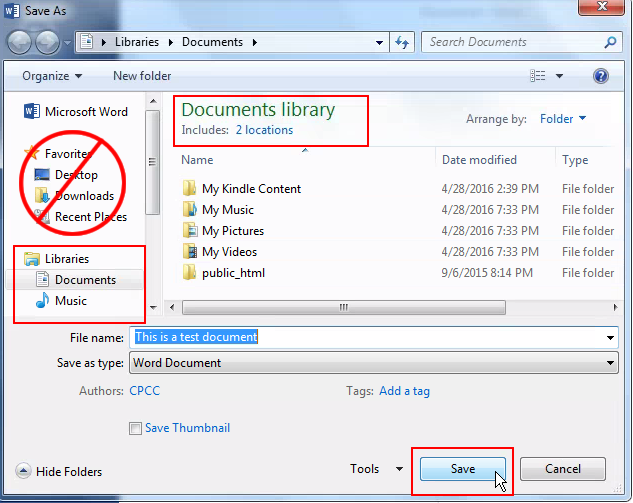 Save As
Libraries Documents
Search Documents
Organize New folder
Microsoft Word
Favorites
Desktop
Downloads
Recent Places
Libraries
Documents
Music
Documents library
Includes: 2 locations
Arrange by: Folder
Name Date modified Type
My Kindle Content 4/28/2016 2:39 PM File folder
My Music 4/28/2016 7:33 PM File folder
My Pictures 4/28/2016 7:33 PM File folder
My Videos 4/28/2016 7:33 PM File folder
public_html 9/6/2015 8:14 PM File folder
File name: This is a test document
Save as type: Word Document
Authors: CPCC Tags: Add a tag
Save Thumbnail
Hide Folders Tools Save Cancel